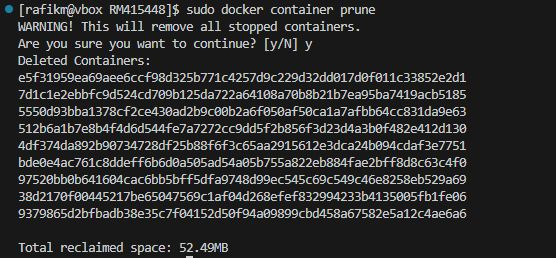 [rafikm@vbox RM415448]$ sudo docker container prune
WARNING! This will remove all stopped containers.
Are you sure you want to continue? [y/N] y
Deleted Containers:
e5f31959ea69aee6ccf98d325b771c4257d9c229d32dd017d0f011c33852e2d1
7d1c1e2ebbfc9d524cd709b125da722a64108a70b8b21b7ea95ba7419acb5185
5550d93bba1378cf2ce430ad2b9c00b2a6f050af50ca1a7afbb64cc831da9e63
512b6a1b7e8b4f4d6d544fe7a7272cc9dd5f2b856f3d23d4a3b0f482e412d130
4df374da892b90734728df25b88f6f3c65aa2915612e3dca24b094cdaf3e7751
bde0e4ac761c8ddeff6b6d0a505ad54a05b755a822eb884fae2bff8d8c63c4f0
97520bb0b641604cac6bb5bff5dfa9748d99ec545c69c549c46e8258eb529a69
38d2170f00445217be65047569c1af04d268efef832994233b4135005fb1fe06
9379865d2bfbadb38e35c7f04152d50f94a09899cbd458a67582e5a12c4ae6a6
Total reclaimed space: 52.49MB